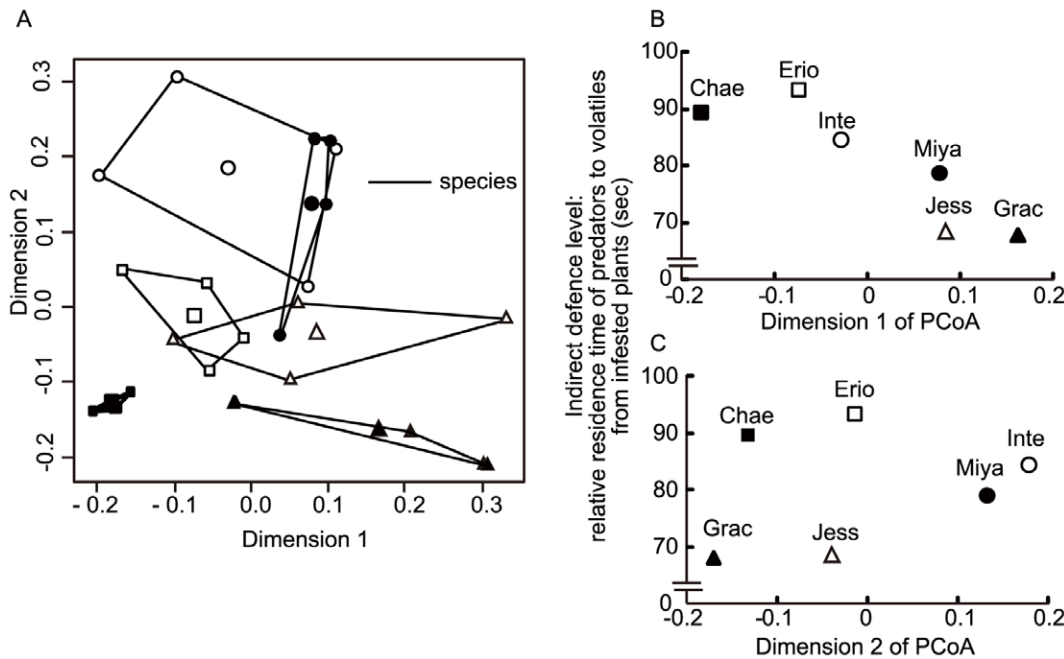 A
0.3
0.2
0.1
0.0
-0.1
-0.2
Dimension 2
species
- 0.2
- 0.1
0.0
0.1
0.2
0.3
Dimension 1
Indirect defence level:
relative residence time of predators to volatiles
from infested plants (sec)
B
100
90
80
70
0
Chae
Erio
Inte
Miya
Jess
Grac
-0.2
-0.1
0
0.1
0.2
Dimension 1 of PCoA
C
100
90
80
70
0
Chae
Erio
Inte
Miya
Grac
Jess
-0.2
-0.1
0
0.1
0.2
Dimension 2 of PCoA